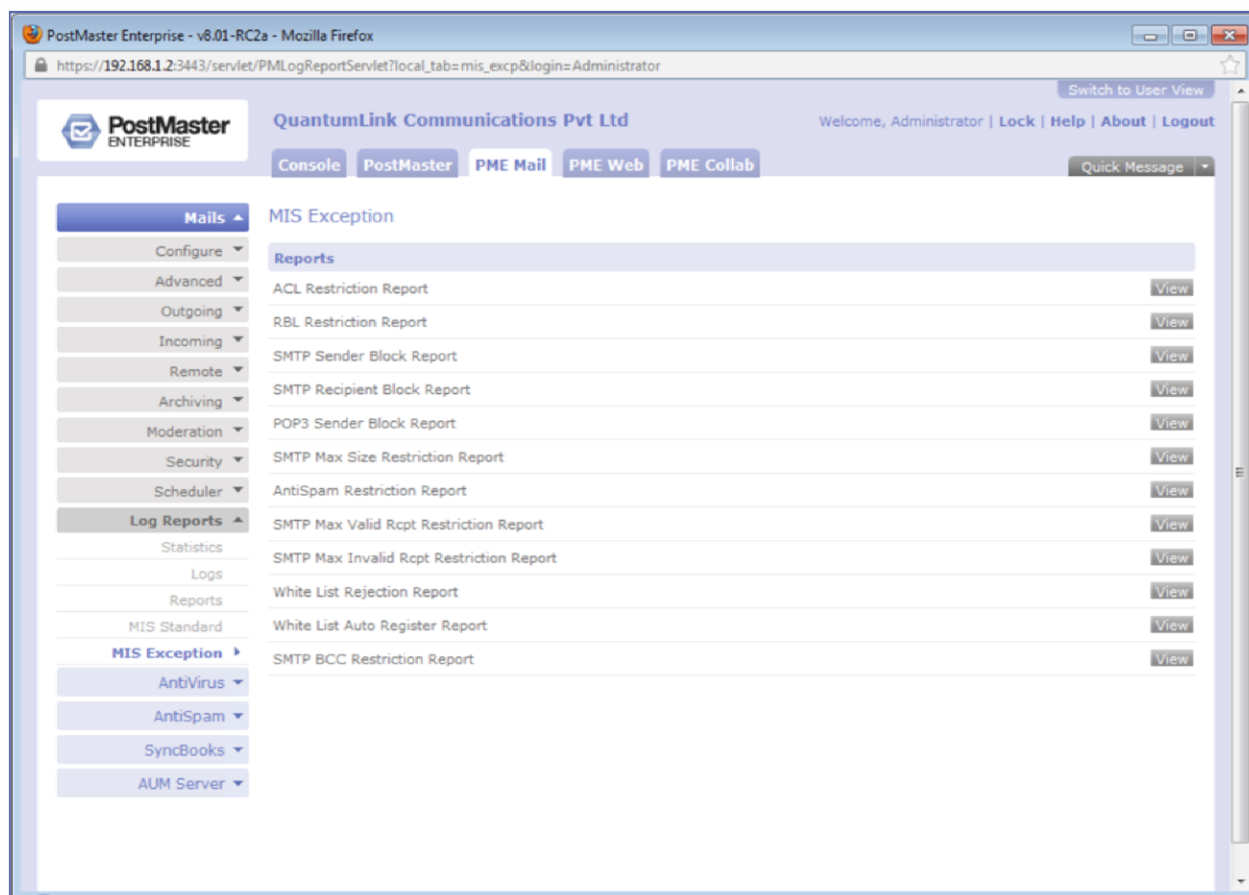 PostMaster Enterprise - v8.01-RC2a - Mozilla Firefox
https://192.168.1.2:3443/servlet/PMLogReportServlet?local_tab=mis_excp&login=Administrator
Switch to User View
PostMaster
ENTERPRISE
QuantumLink Communications Pvt Ltd
Welcome, Administrator | Lock | Help | About | Logout
Console PostMaster PME Mail PME Web PME Collab
Quick Message
Mails
Configure
Advanced
Outgoing
Incoming
Remote
Archiving
Moderation
Security
Scheduler
Log Reports
Statistics
Logs
Reports
MIS Standard
MIS Exception
AntiVirus
AntiSpam
SyncBooks
AUM Server
MIS Exception
Reports
ACL Restriction Report View
RBL Restriction Report View
SMTP Sender Block Report View
SMTP Recipient Block Report View
POP3 Sender Block Report View
SMTP Max Size Restriction Report View
AntiSpam Restriction Report View
SMTP Max Valid Rcpt Restriction Report View
SMTP Max Invalid Rcpt Restriction Report View
White List Rejection Report View
White List Auto Register Report View
SMTP BCC Restriction Report View